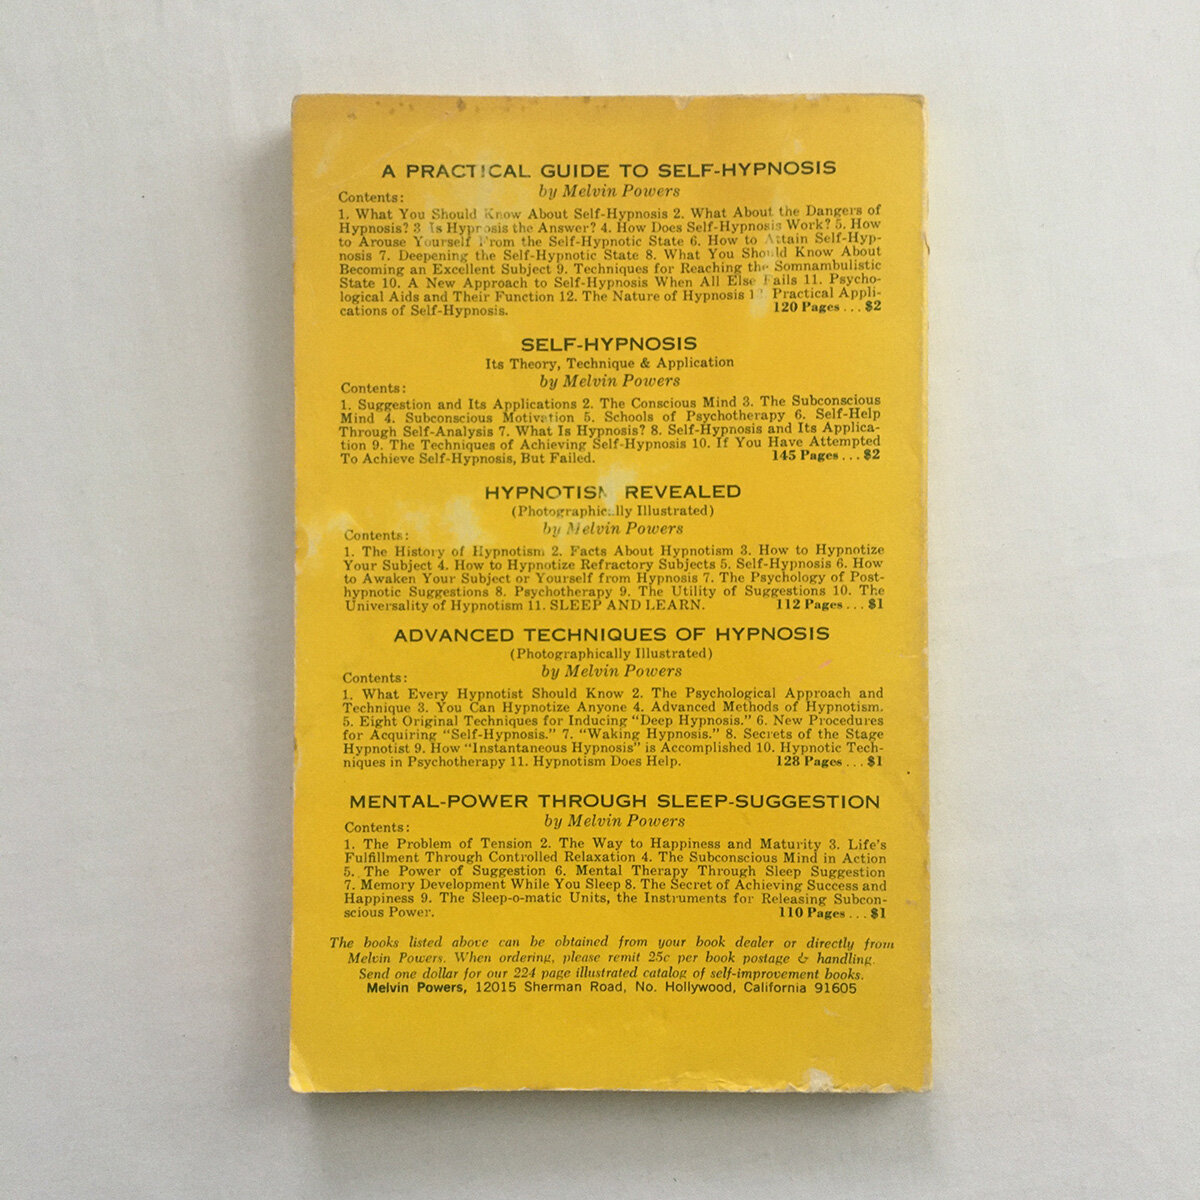 A PRACTICAL GUIDE TO SELF-HYPNOSIS
by Melvin Powers
Contents:
1. What You Should Know About Self-Hypnosis 2. What About the Dangers of
Hypnosis? 3 Is Hypnosis the Answer? 4. How Does Self-Hypnosis Work? 5. How
to Arouse Yourself From the Self-Hypnotic State 6. How to Attain Self-Hyp-
nosis 7. Deepening the Self-Hypnotic State 8. What You Should Know About
Becoming an Excellent Subject 9. Techniques for Reaching the Somnambulistic
State 10. A New Approach to Self-Hypnosis When All Else Fails 11. Psycho-
logical Aids and Their Function 12. The Nature of Hypnosis 13 Practical Appli-
cations of Self-Hypnosis. 120 Pages...$2
SELF-HYPNOSIS
Its Theory, Technique & Application
by Melvin Powers
Contents:
1. Suggestion and Its Applications 2. The Conscious Mind 3. The Subconscious
Mind 4. Subconscious Motivation 5. Schools of Psychotherapy 6. Self-Help
Through Self-Analysis 7. What Is Hypnosis? 8. Self-Hypnosis and Its Applica-
tion 9. The Techniques of Achieving Self-Hypnosis 10. If You Have Attempted
To Achieve Self-Hypnosis, But Failed. 145 Pages...$2
HYPNOTISM REVEALED
(Photographically Illustrated)
by Melvin Powers
Contents:
1. The History of Hypnotism 2. Facts About Hypnotism 3. How to Hypnotize
Your Subject 4. How to Hypnotize Refractory Subjects 5. Self-Hypnosis 6. How
to Awaken Your Subject or Yourself from Hypnosis 7. The Psychology of Post-
hypnotic Suggestions 8. Psychotherapy 9. The Utility of Suggestions 10. The
Universality of Hypnotism 11. SLEEP AND LEARN. 112 Pages...$1
ADVANCED TECHNIQUES OF HYPNOSIS
(Photographically Illustrated)
by Melvin Powers
Contents:
1. What Every Hypnotist Should Know 2. The Psychological Approach and
Technique 3. You Can Hypnotize Anyone 4. Advanced Methods of Hypnotism.
5. Eight Original Techniques for Inducing "Deep Hypnosis." 6. New Procedures
for Acquiring "Self-Hypnosis." 7. "Waking Hypnosis." 8. Secrets of the Stage
Hypnotist 9. How "Instantaneous Hypnosis" is Accomplished 10. Hypnotic Tech-
niques in Psychotherapy 11. Hypnotism Does Help. 128 Pages...$1
MENTAL-POWER THROUGH SLEEP-SUGGESTION
by Melvin Powers
Contents:
1. The Problem of Tension 2. The Way to Happiness and Maturity 3. Life's
Fulfillment Through Controlled Relaxation 4. The Subconscious Mind in Action
5. The Power of Suggestion 6. Mental Therapy Through Sleep Suggestion
7. Memory Development While You Sleep 8. The Secret of Achieving Success and
Happiness 9. The Sleep-o-matic Units, the Instruments for Releasing Subcon-
scious Power. 110 Pages...$1
The books listed above can be obtained from your book dealer or directly from
Melvin Powers. When ordering, please remit 25c per book postage & handling.
Send one dollar for our 224 page illustrated catalog of self-improvement books.
Melvin Powers, 12015 Sherman Road, No. Hollywood, California 91605